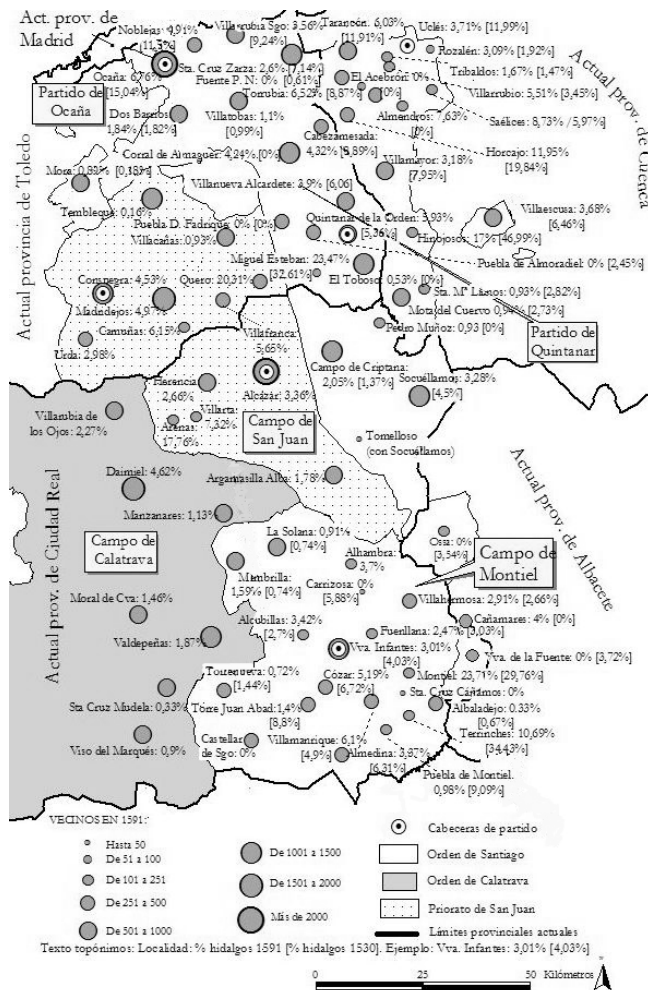 Act. prov. de
Madrid
Noblejas: 4,91%
[11,5%]
Villarrubia Sgo: 3,56%
[9,24%]
Tarancón: 6,03%
[11,91%]
Uclés: 3,71% [11,99%]
Rozalén: 3,09% [1,92%]
Tribaldos: 1,67% [1,47%]
Villarrubio: 5,51% [3,45%]
Saélices: 8,73% /5,97%]
Sta. Cruz Zarza: 2,6% [7,14%]
Fuente P. N: 0% [0,61%]
El Acebrón: 0%
[0%]
Ocaña: 6,76%
[15,04%]
Partido de
Ocaña
Torrubia: 6,52% [8,87%]
Almendros: 7,63%
[0%]
Dos Barrios:
1,84% [1,82%]
Villatobas: 1,1%
[0,99%]
Cabezamesada:
4,32% [8,89%]
Horcajo: 11,95%
[19,84%]
Corral de Almaguer: 4,24% [0%]
Villamayor: 3,18%
[7,95%]
Actual prov. de Cuenca
Mora: 0,82% [0,18%]
Villanueva Alcardete: 3,9% [6,06]
Villaescusa: 3,68%
[6,46%]
Tembleque: 0,16%
Puebla D. Fadrique: 0% [0%]
Quintanar de la Orden: 5,93%
[5,36%]
Villacañas: 0,93%
Hinojosos: 17% [46,99%]
Actual provincia de Toledo
Miguel Esteban: 23,47%
[32,61%]
Puebla de Almoradiel: 0% [2,45%]
Consuegra: 4,53%
Quero: 20,31%
El Toboso: 0,53% [0%]
Sta. Mª Llanos: 0,93% [2,82%]
Madridejos: 4,97%
Mota del Cuervo: 0,94% [2,73%]
Camuñas: 6,15%
Villafranca:
5,65%
Pedro Muñoz: 0,93 [0%]
Partido de
Quintanar
Urda: 2,98%
Campo de Criptana:
2,05% [1,37%]
Herencia:
2,66%
Alcázar: 3,36%
Socuéllamos: 3,28%
[4,5%]
Villarubia de
los Ojos: 2,27%
Villarta:
7,32%
Arenas:
17,76%
Campo de
San Juan
Tomelloso
(con Socuéllamos)
Daimiel: 4,62%
Argamasilla Alba: 1,78%
Actual prov. de Albacete
Manzanares: 1,13%
Actual prov. de Ciudad Real
Campo de
Calatrava
La Solana: 0,91%
[0,74%]
Ossa: 0%
[3,54%]
Alhambra:
3,7%
Campo de
Montiel
Membrilla:
1,59% [0,74%]
Carrizosa: 0%
[5,88%]
Moral de Cva: 1,46%
Villahermosa: 2,91% [2,66%]
Alcubillas: 3,42%
[2,7%]
Cañamares: 4% [0%]
Fuenllana: 2,47% [3,03%]
Valdepeñas: 1,87%
Vva. Infantes: 3,01%
[4,03%]
Vva. de la Fuente: 0% [3,72%]
Torrenueva: 0,72%
[1,44%]
Cózar: 5,19%
[6,72%]
Montiel: 23,71% [29,76%]
Sta. Cruz Cáñamos: 0%
Sta Cruz Mudela: 0,33%
Torre Juan Abad: 1,4%
[8,8%]
Albaladejo: 0.33%
[0,67%]
Terrinches: 10,69%
[34,43%]
Viso del Marqués: 0,9%
Castellar
de Sgo: 0%
Villamanrique: 6,1%
[4,9%]
Almedina: 3,87%
[6,31%]
Puebla de Montiel.
0,98% [9,09%]
VECINOS EN 1591:
Hasta 50
De 51 a 100
De 101 a 251
De 251 a 500
De 501 a 1000
De 1001 a 1500
De 1501 a 2000
Más de 2000
Cabeceras de partido
Orden de Santiago
Orden de Calatrava
Priorato de San Juan
Límites provinciales actuales
Texto topónimos: Localidad: % hidalgos 1591 [% hidalgos 1530]. Ejemplo: Vva. Infantes: 3,01% [4,03%]
0 25 50 Kilómetros